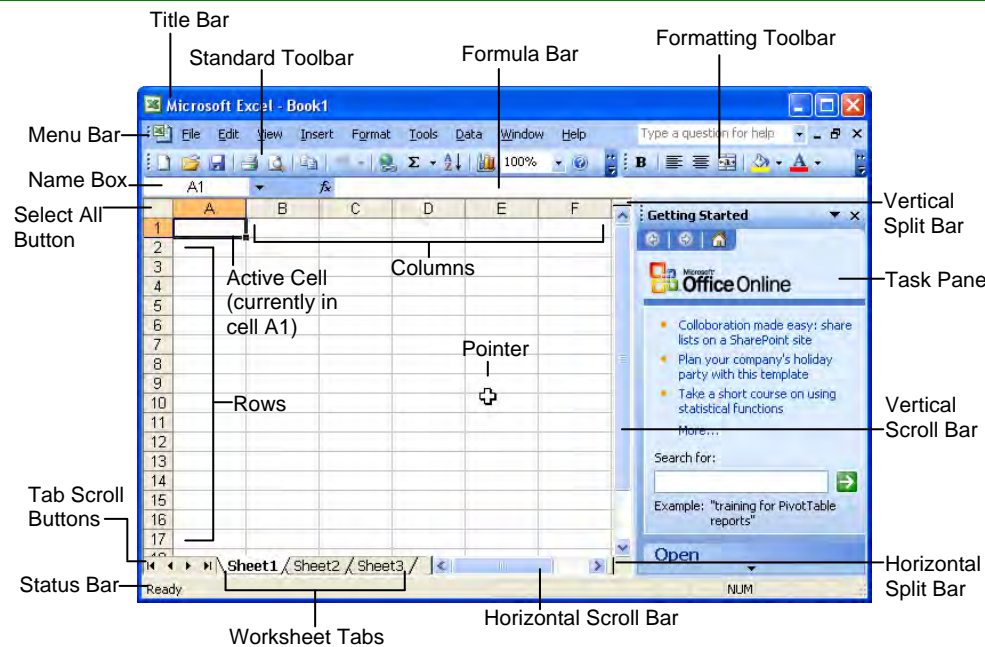 Title Bar
Standard Toolbar
Formula Bar
Formatting Toolbar
Microsoft Excel - Book1
Menu Bar
File Edit View Insert Format Tools Data Window Help
Type a question for help
Σ
100%
B
A
Name Box
A1
fx
Select All
Button
A B C D E F
Vertical
Split Bar
Getting Started
1
2
3
4
5
6
7
8
9
10
11
12
13
14
15
16
17
18
Active Cell
(currently in
cell A1)
Columns
Pointer
Rows
Microsoft
Office Online
Task Pane
Colloboration made easy: share
lists on a SharePoint site
Plan your company's holiday
party with this template
Take a short course on using
statistical functions
More...
Vertical
Scroll Bar
Search for:
Example: "training for PivotTable
reports"
Open
Tab Scroll
Buttons
Sheet1 Sheet2 Sheet3
Horizontal
Split Bar
Status Bar
Ready
NUM
Worksheet Tabs
Horizontal Scroll Bar